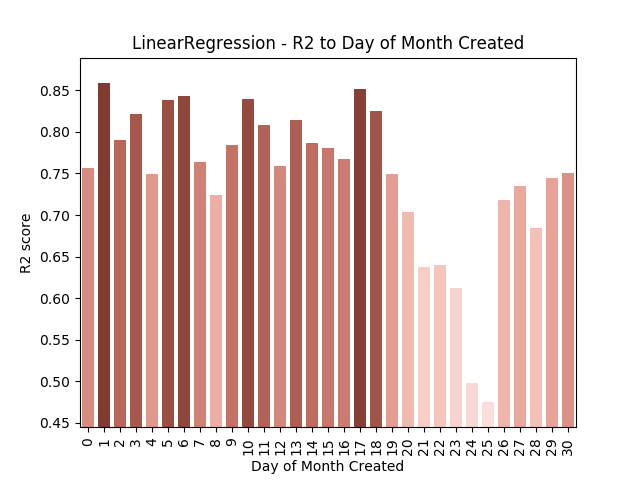 LinearRegression - R2 to Day of Month Created
R2 score
0.85
0.80
0.75
0.70
0.65
0.60
0.55
0.50
0.45
0 1 2 3 4 5 6 7 8 9 10 11 12 13 14 15 16 17 18 19 20 21 22 23 24 25 26 27 28 29 30
Day of Month Created